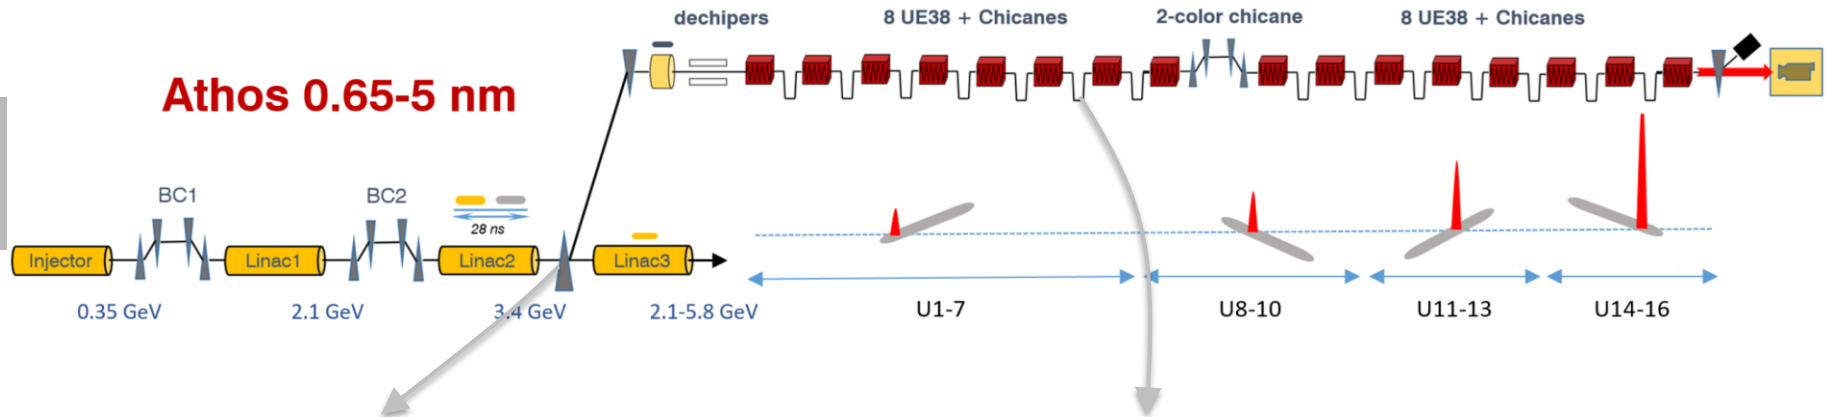 dechipers
8 UE38 + Chicanes
2-color chicane
8 UE38 + Chicanes
Athos 0.65-5 nm
BC1
BC2
28 ns
Injector
Linac1
Linac2
Linac3
0.35 GeV
2.1 GeV
3.4 GeV
2.1-5.8 GeV
U1-7
U8-10
U11-13
U14-16